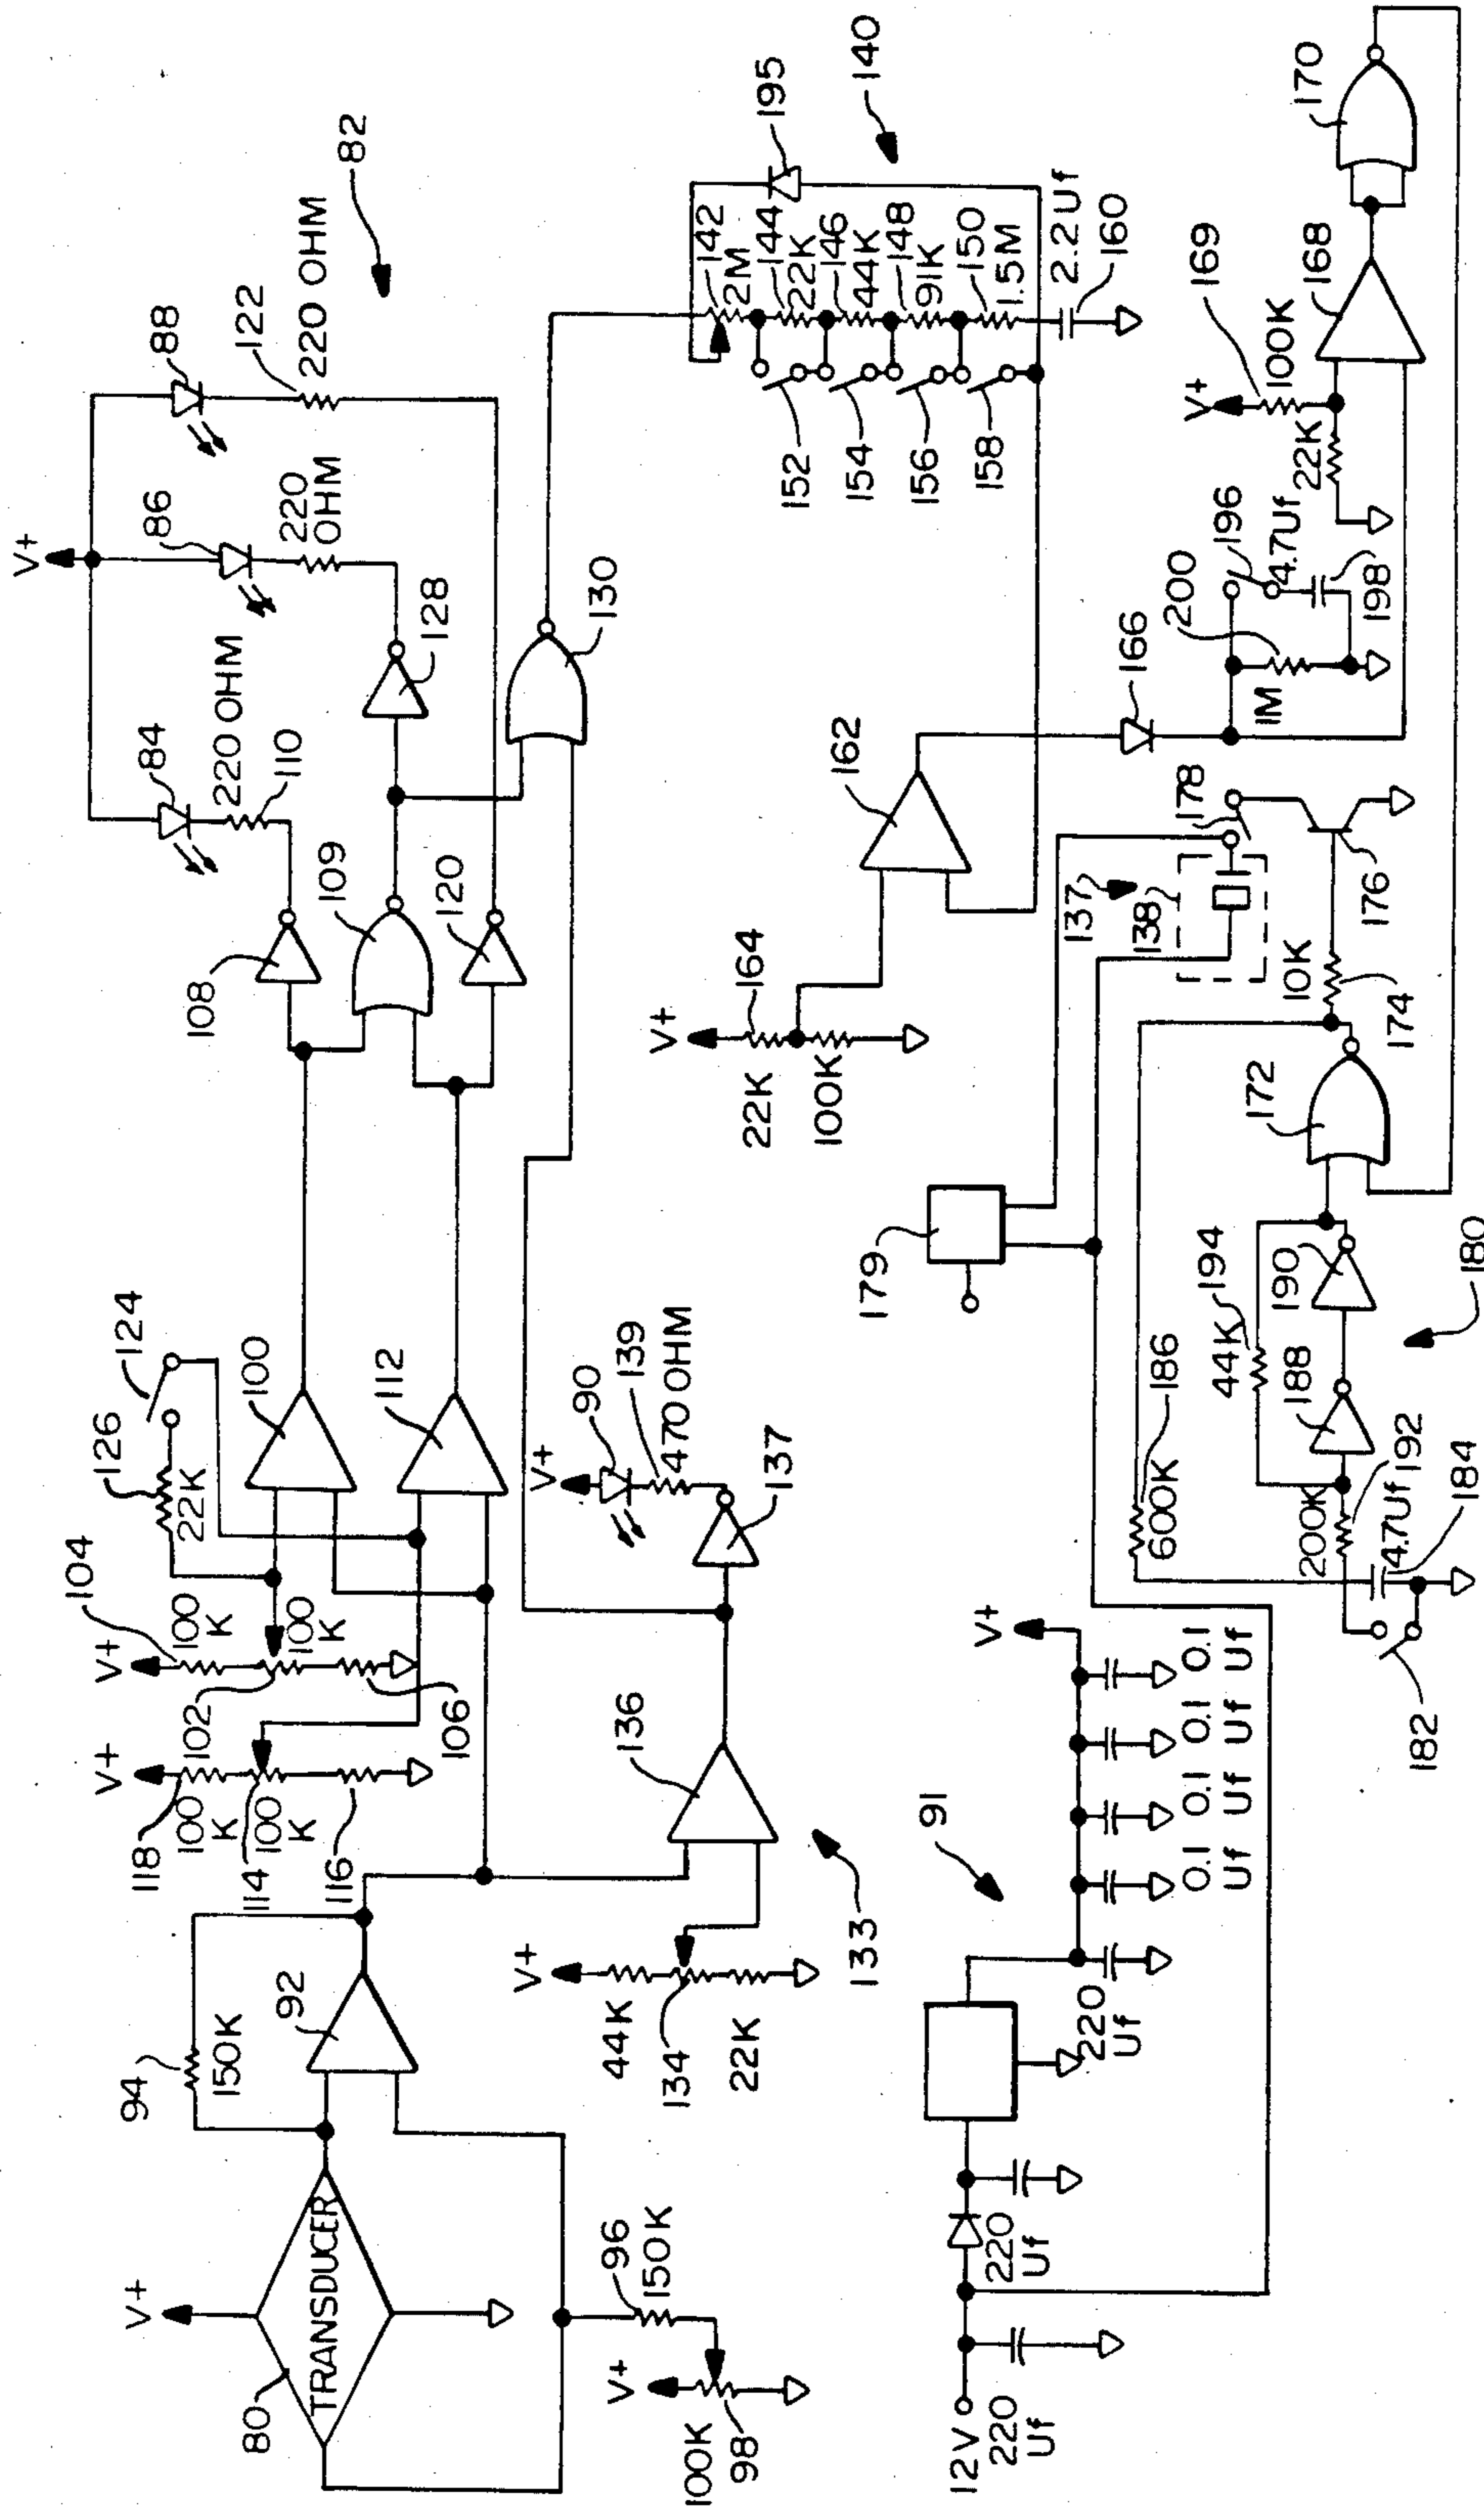 V+
80
TRANSDUCER
94
150K
92
96
150K
V+
100K
98
V+
118
100
K
114
100
K
116
V+
104
100
K
102
100
K
106
126
22K
124
100
112
108
109
120
84
220 OHM
110
V+
86
220
OHM
128
88
122
220 OHM
82
130
V+
44K
134
22K
133
136
V+
90
139
470 OHM
137
V+
164
22K
100K
162
142
2M
144
22K
146
44K
148
91K
150
1.5M
2.2Uf
160
195
140
152
154
156
158
166
200
1M
196
4.7Uf
198
V+
169
100K
22K
168
170
12V
220
Uf
220
Uf
91
220
Uf
0.1
Uf
0.1
Uf
0.1
Uf
0.1
Uf
V+
179
137
138
178
176
10K
174
172
186
600K
194
44K
190
188
200K
192
4.7Uf
184
182
180